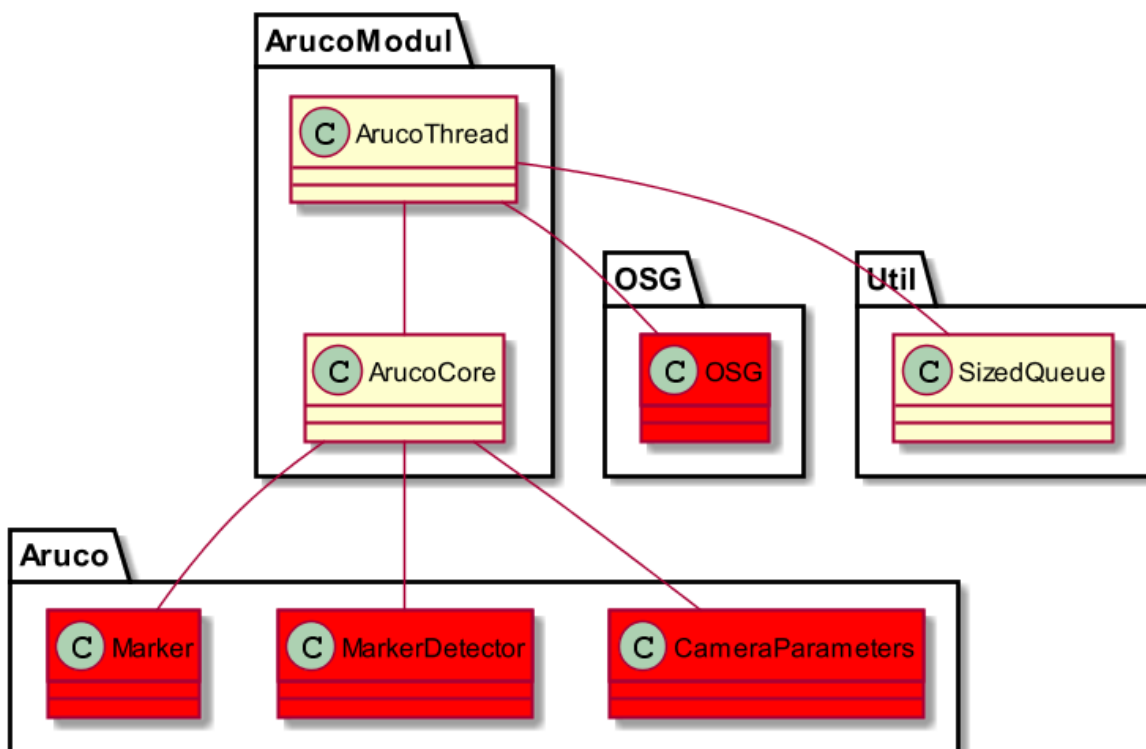 ArucoModul
C ArucoThread
OSG
Util
C ArucoCore
C OSG
C SizedQueue
Aruco
C Marker
C MarkerDetector
C CameraParameters